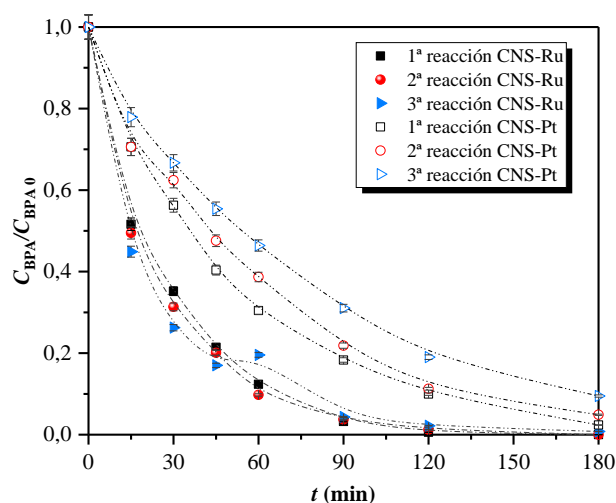 1,0
0,8
0,6
0,4
0,2
0,0
C_BPA/C_BPA 0
1ª reacción CNS-Ru
2ª reacción CNS-Ru
3ª reacción CNS-Ru
1ª reacción CNS-Pt
2ª reacción CNS-Pt
3ª reacción CNS-Pt
0 30 60 90 120 150 180
t (min)